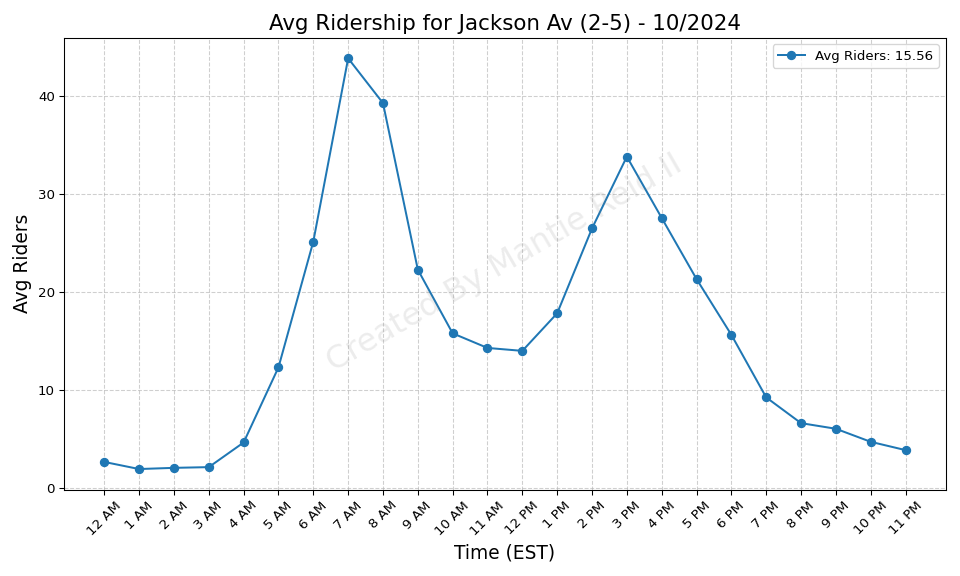 Avg Ridership for Jackson Av (2-5) - 10/2024
Avg Riders: 15.56
Avg Riders
40
30
20
10
0
Created By Mantie Reid II
12 AM
1 AM
2 AM
3 AM
4 AM
5 AM
6 AM
7 AM
8 AM
9 AM
10 AM
11 AM
12 PM
1 PM
2 PM
3 PM
4 PM
5 PM
6 PM
7 PM
8 PM
9 PM
10 PM
11 PM
Time (EST)